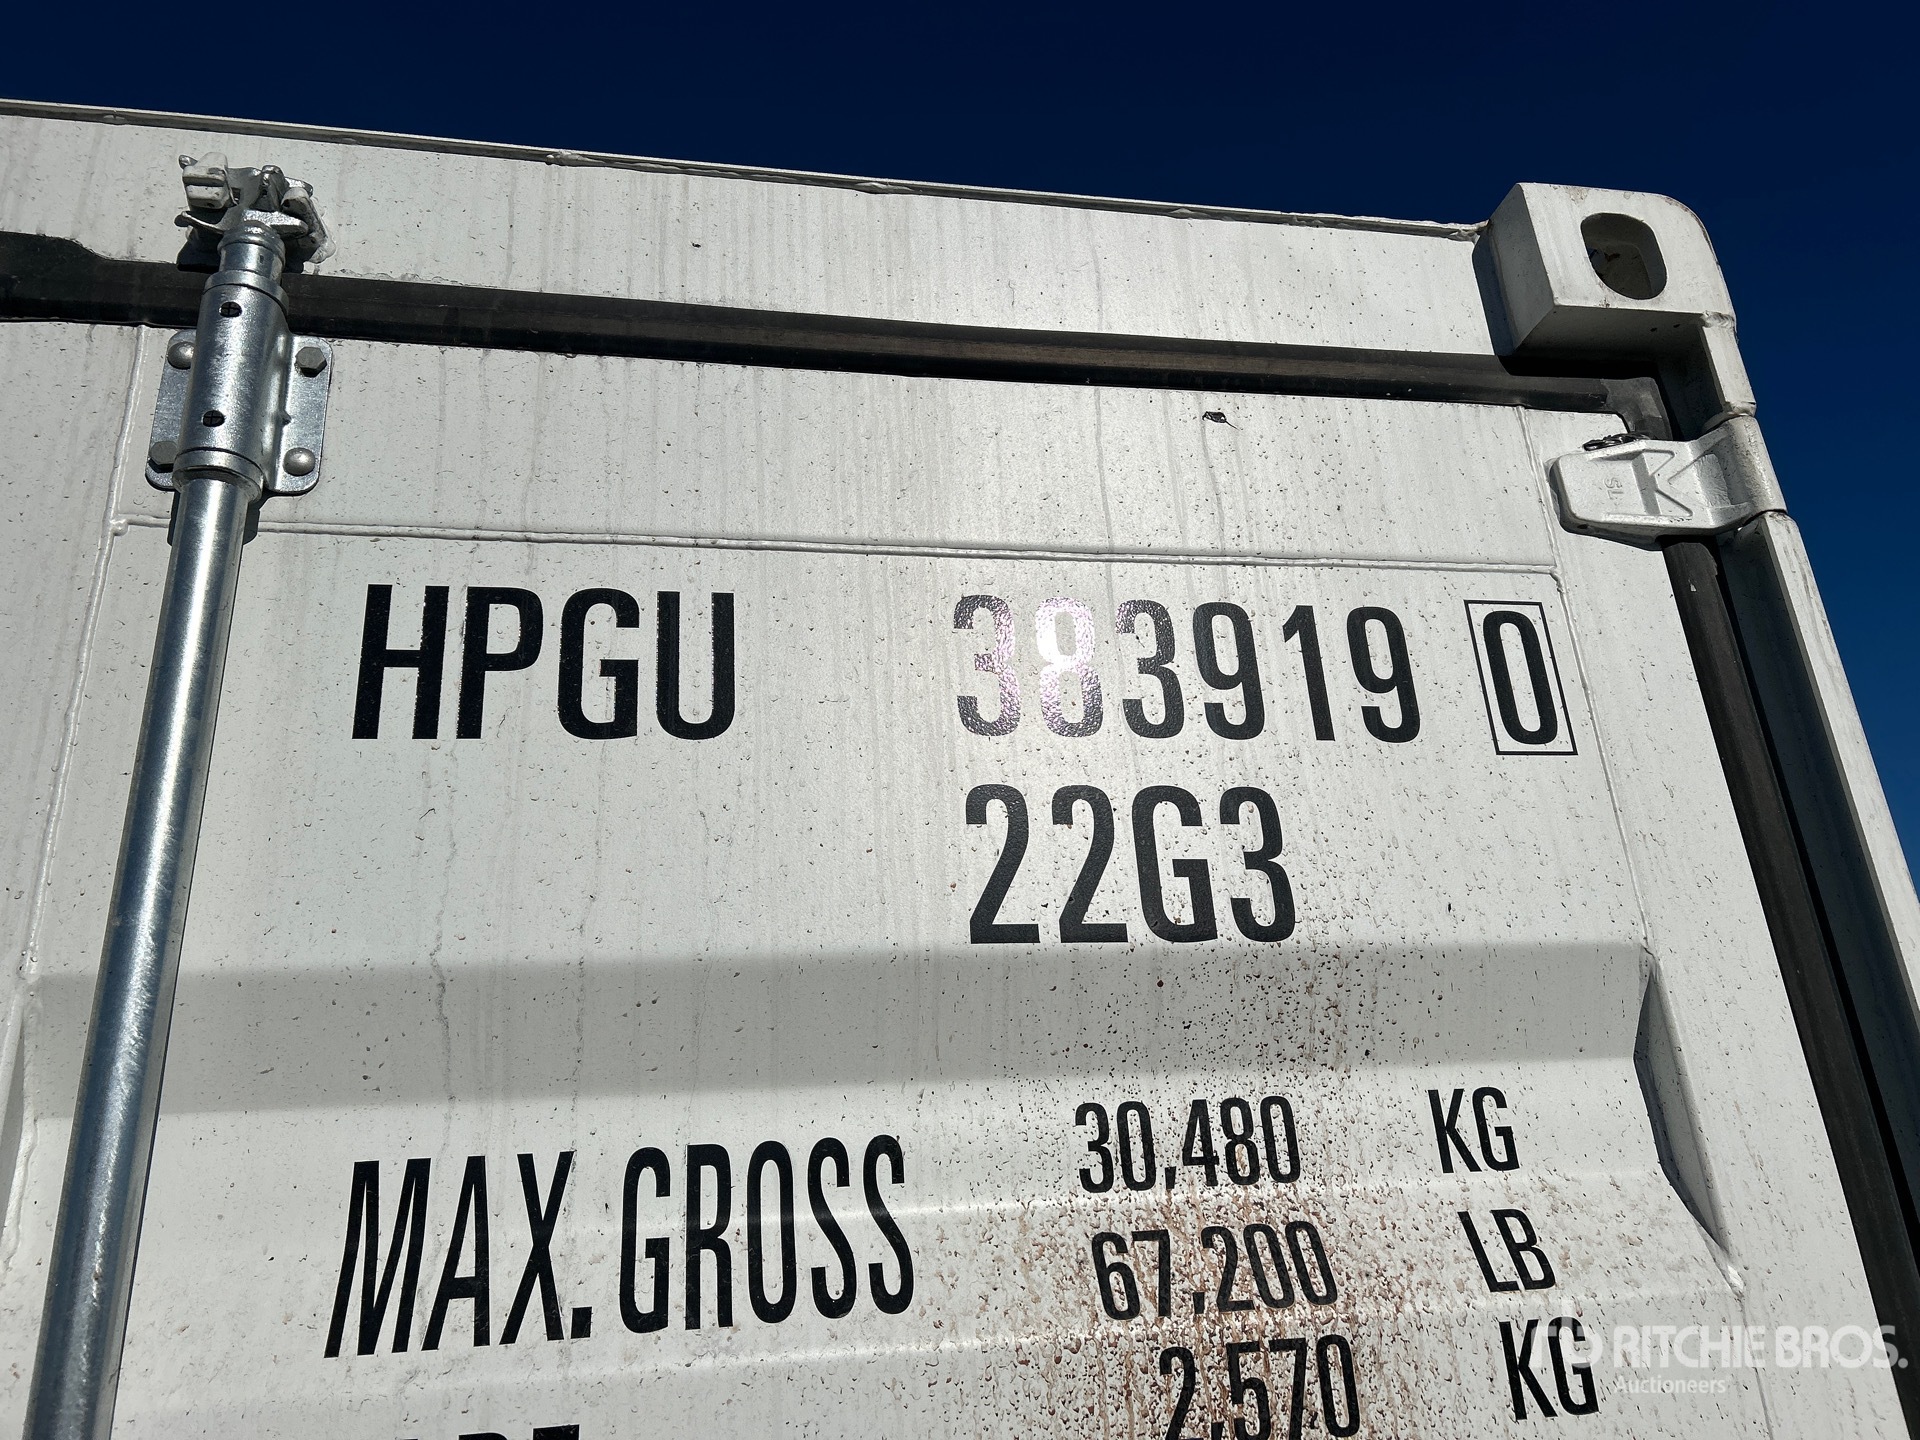 HPGU 383919 0
22G3
MAX.GROSS 30,480 KG
67,200 LB
2,570 KG
RITCHIE BROS.
Auctioneers